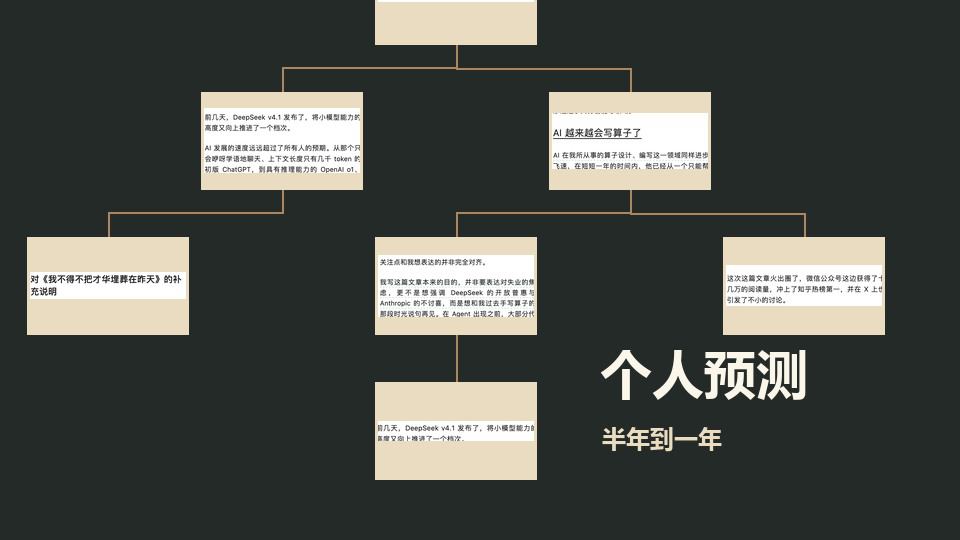 前几天，DeepSeek v4.1 发布了，将小模型能力的
高度又向上推进了一个档次。
AI 发展的速度远远超过了所有人的预期。从那个只
会咿呀学语地聊天、上下文长度只有几千 token 的
初版 ChatGPT，到具有推理能力的 OpenAI o1、
AI 越来越会写算子了
AI 在我所从事的算子设计、编写这一领域同样进步
飞速，在短短一年的时间内，他已经从一个只能帮
对《我不得不把才华埋葬在昨天》的补
充说明
关注点和我想表达的并非完全对齐。
我写这篇文章本来的目的，并非要表达对失业的焦
虑，更不是想强调 DeepSeek 的开放普惠与
Anthropic 的不讨喜，而是想和我过去手写算子的
那段时光说句再见。在 Agent 出现之前，大部分代
这次这篇文章火出圈了，微信公众号这边获得了十
几万的阅读量，冲上了知乎热榜第一，并在 X 上也
引发了不小的讨论。
个人预测
半年到一年
前几天，DeepSeek v4.1 发布了，将小模型能力的
高度又向上推进了一个档次。